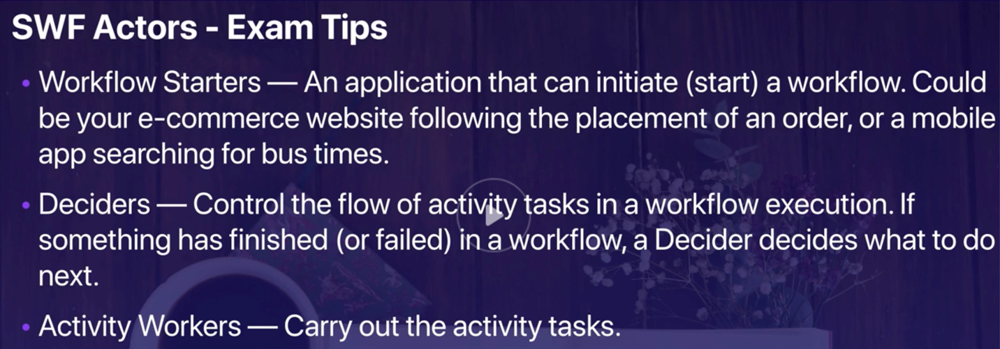 SWF Actors - Exam Tips
• Workflow Starters — An application that can initiate (start) a workflow. Could
be your e-commerce website following the placement of an order, or a mobile
app searching for bus times.
• Deciders — Control the flow of activity tasks in a workflow execution. If
something has finished (or failed) in a workflow, a Decider decides what to do
next.
• Activity Workers — Carry out the activity tasks.